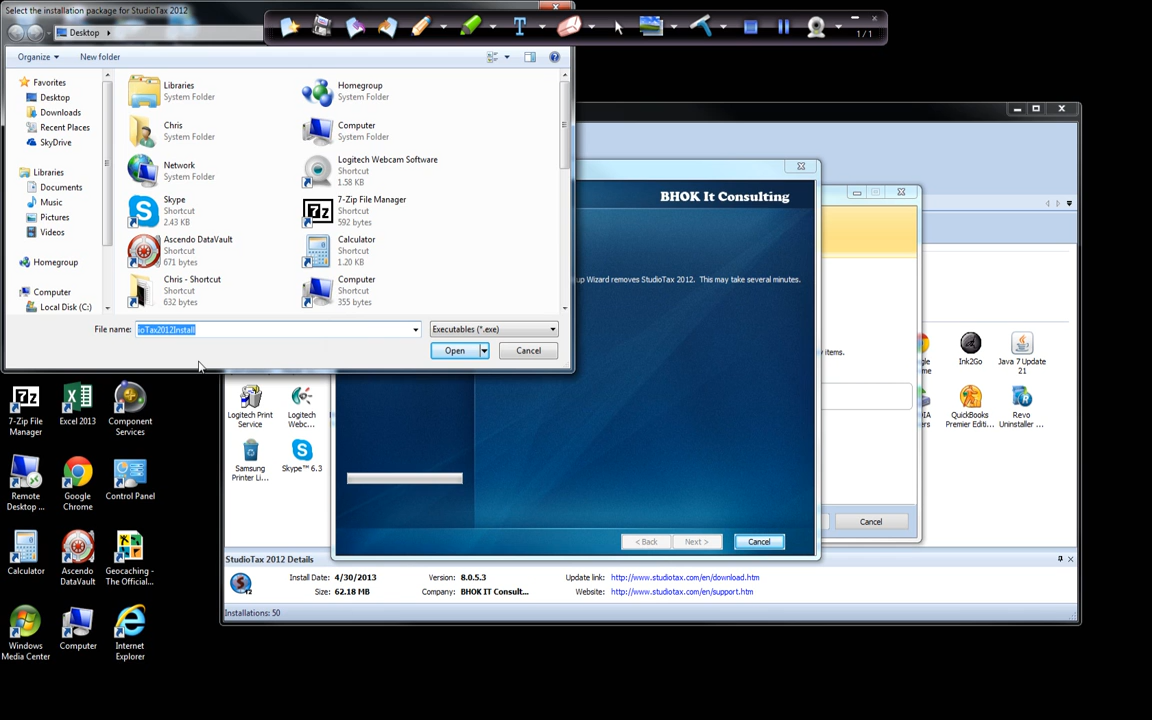 Select the installation package for StudioTax 2012
Desktop
1 / 1
Organize
New folder
Favorites
Desktop
Downloads
Recent Places
SkyDrive
Libraries
Documents
Music
Pictures
Videos
Homegroup
Computer
Local Disk (C:)
Libraries
System Folder
Homegroup
System Folder
Chris
System Folder
Computer
System Folder
Network
System Folder
Logitech Webcam Software
Shortcut
1.58 KB
Skype
Shortcut
2.43 KB
7-Zip File Manager
Shortcut
592 bytes
Ascendo DataVault
Shortcut
671 bytes
Calculator
Shortcut
1.20 KB
Chris - Shortcut
Shortcut
632 bytes
Computer
Shortcut
355 bytes
File name:
ioTax2012Install
Executables (*.exe)
Open
Cancel
BHOK It Consulting
up Wizard removes StudioTax 2012. This may take several minutes.
< Back
Next >
Cancel
items.
Cancel
Ink2Go
Java 7 Update
21
QuickBooks
Premier Editi...
Revo
Uninstaller ...
Logitech Print
Service
Logitech
Webc...
Samsung
Printer Li...
Skype™ 6.3
StudioTax 2012 Details
Install Date: 4/30/2013
Version: 8.0.5.3
Update link: http://www.studiotax.com/en/download.htm
Size: 62.18 MB
Company: BHOK IT Consult...
Website: http://www.studiotax.com/en/support.htm
Installations: 50
7-Zip File
Manager
Excel 2013
Component
Services
Remote
Desktop ...
Google
Chrome
Control Panel
Calculator
Ascendo
DataVault
Geocaching -
The Official...
Windows
Media Center
Computer
Internet
Explorer